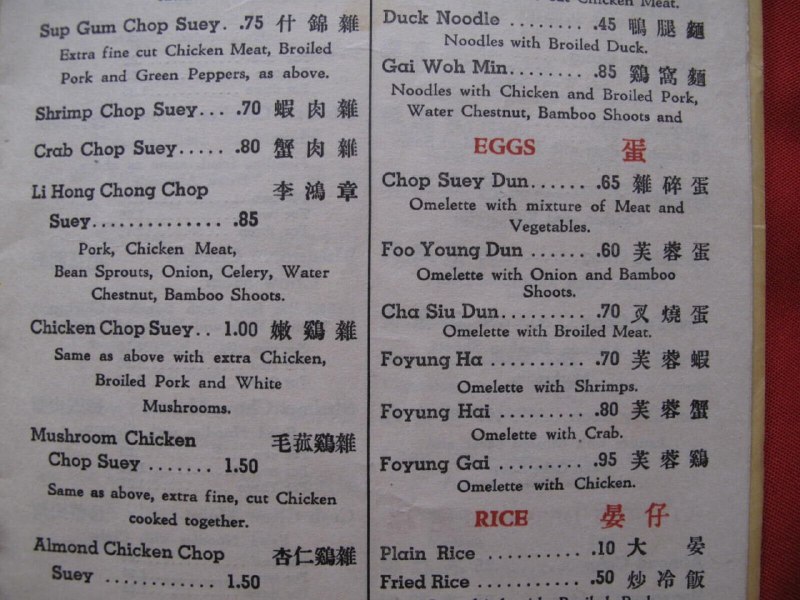 Sup Gum Chop Suey. .75 什錦雜
Extra fine cut Chicken Meat, Broiled
Pork and Green Peppers, as above.
Shrimp Chop Suey... .70 蝦肉雜
Crab Chop Suey..... .80 蟹肉雜
Li Hong Chong Chop 李鴻章
Suey.............. .85
Pork, Chicken Meat,
Bean Sprouts, Onion, Celery, Water
Chestnut, Bamboo Shoots.
Chicken Chop Suey.. 1.00 嫩鷄雜
Same as above with extra Chicken,
Broiled Pork and White
Mushrooms.
Mushroom Chicken 毛菰鷄雜
Chop Suey ....... 1.50
Same as above, extra fine, cut Chicken
cooked together.
Almond Chicken Chop 杏仁鷄雜
Suey ............ 1.50
Chicken Meat.
Duck Noodle ........ .45 鴨腿麵
Noodles with Broiled Duck.
Gai Woh Min........ .85 鷄窩麵
Noodles with Chicken and Broiled Pork,
Water Chestnut, Bamboo Shoots and
EGGS 蛋
Chop Suey Dun....... .65 雜碎蛋
Omelette with mixture of Meat and
Vegetables.
Foo Young Dun ...... .60 芙蓉蛋
Omelette with Onion and Bamboo
Shoots.
Cha Siu Dun.......... .70 叉燒蛋
Omelette with Broiled Meat.
Foyung Ha .......... .70 芙蓉蝦
Omelette with Shrimps.
Foyung Hai .......... .80 芙蓉蟹
Omelette with Crab.
Foyung Gai .......... .95 芙蓉鷄
Omelette with Chicken.
RICE 晏仔
Plain Rice .......... .10 大晏
Fried Rice ........... .50 炒冷飯